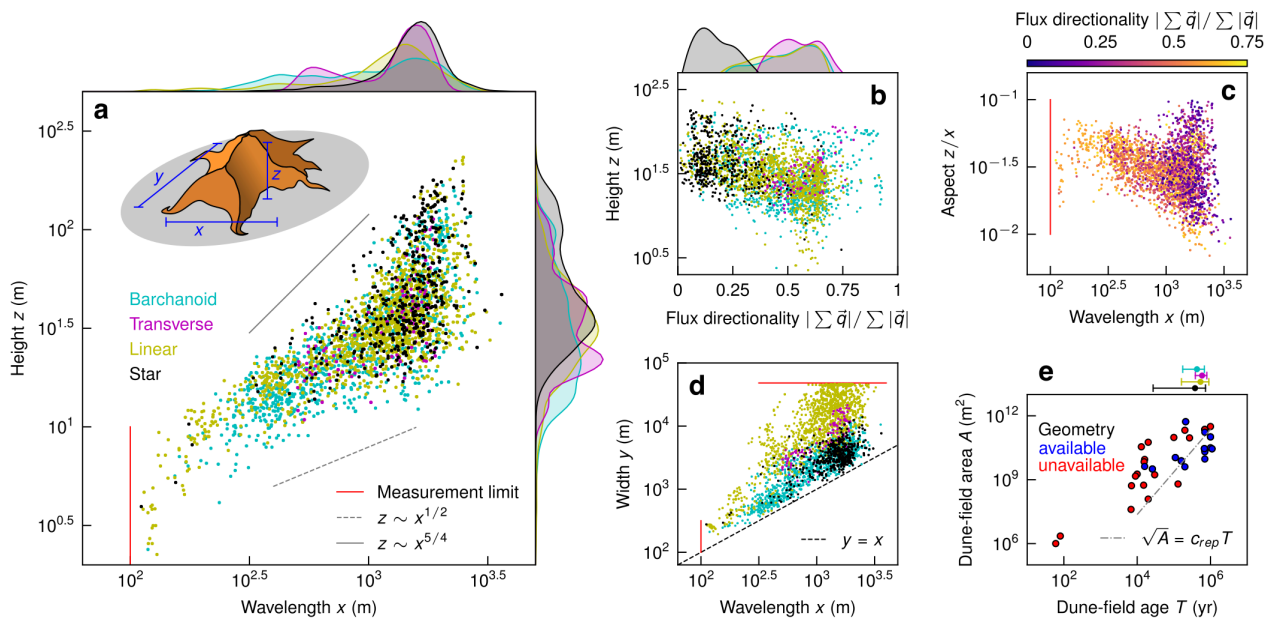 a
10^2.5
10^2
10^1.5
10^1
10^0.5
Height z (m)
y
z
x
Barchanoid
Transverse
Linear
Star
Measurement limit
z ∼ x^1/2
z ∼ x^5/4
10^2
10^2.5
10^3
10^3.5
Wavelength x (m)
b
10^2.5
10^2
10^1.5
10^1
10^0.5
Height z (m)
0
0.25
0.5
0.75
1
Flux directionality |∑ q⃗|/∑ |q⃗|
Flux directionality |∑ q⃗|/∑ |q⃗|
0
0.25
0.5
0.75
c
10^−1
10^−1.5
10^−2
Aspect z/x
10^2
10^2.5
10^3
10^3.5
Wavelength x (m)
d
10^5
10^4
10^3
10^2
Width y (m)
y = x
10^2
10^2.5
10^3
10^3.5
Wavelength x (m)
e
10^12
10^9
10^6
Dune-field area A (m^2)
Geometry
available
unavailable
√A = c_rep T
10^2
10^4
10^6
Dune-field age T (yr)